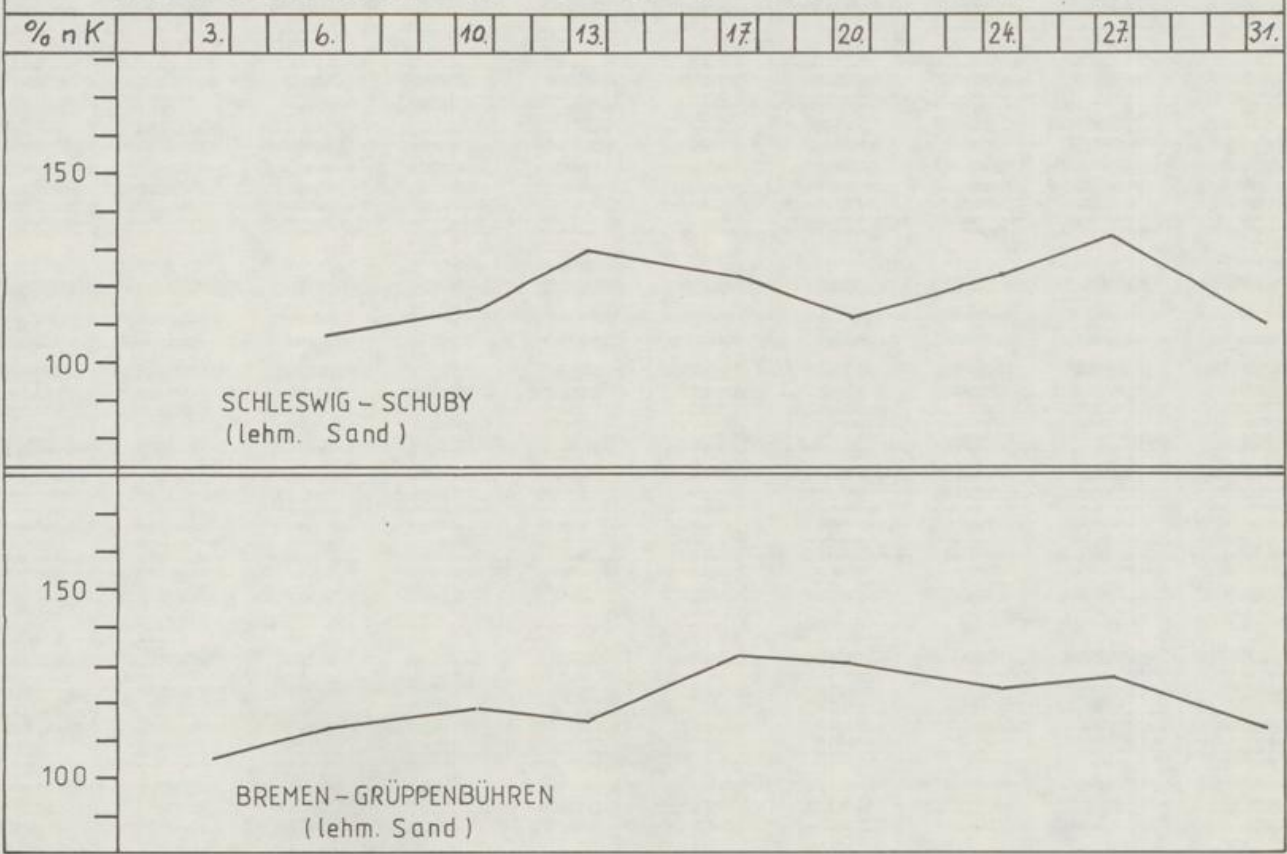 % n K 3. 6. 10. 13. 17. 20. 24. 27. 31.
150
100
SCHLESWIG – SCHUBY
(lehm. Sand)
150
100
BREMEN – GRÜPPENBÜHREN
(lehm. Sand)